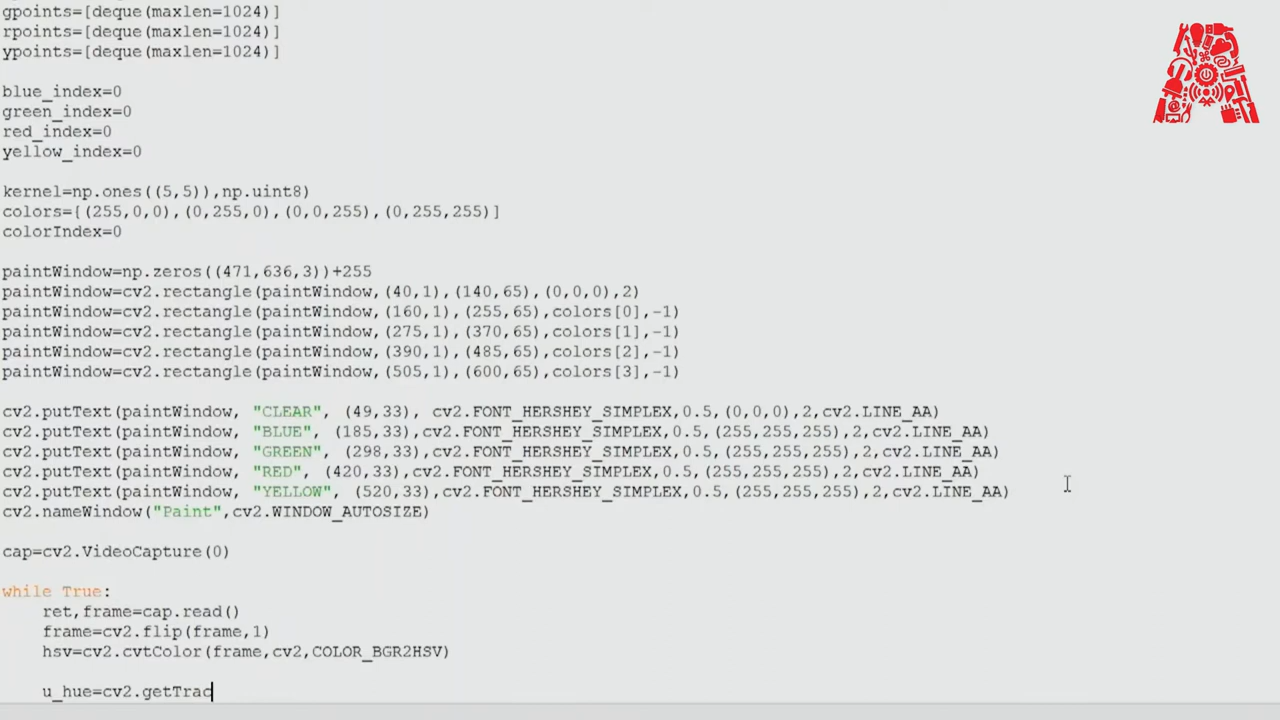 gpoints=[deque(maxlen=1024)]
rpoints=[deque(maxlen=1024)]
ypoints=[deque(maxlen=1024)]
blue_index=0
green_index=0
red_index=0
yellow_index=0
kernel=np.ones((5,5)),np.uint8)
colors=[(255,0,0),(0,255,0),(0,0,255),(0,255,255)]
colorIndex=0
paintWindow=np.zeros((471,636,3))+255
paintWindow=cv2.rectangle(paintWindow,(40,1),(140,65),(0,0,0),2)
paintWindow=cv2.rectangle(paintWindow,(160,1),(255,65),colors[0],-1)
paintWindow=cv2.rectangle(paintWindow,(275,1),(370,65),colors[1],-1)
paintWindow=cv2.rectangle(paintWindow,(390,1),(485,65),colors[2],-1)
paintWindow=cv2.rectangle(paintWindow,(505,1),(600,65),colors[3],-1)
cv2.putText(paintWindow, "CLEAR", (49,33), cv2.FONT_HERSHEY_SIMPLEX,0.5,(0,0,0),2,cv2.LINE_AA)
cv2.putText(paintWindow, "BLUE", (185,33),cv2.FONT_HERSHEY_SIMPLEX,0.5,(255,255,255),2,cv2.LINE_AA)
cv2.putText(paintWindow, "GREEN", (298,33),cv2.FONT_HERSHEY_SIMPLEX,0.5,(255,255,255),2,cv2.LINE_AA)
cv2.putText(paintWindow, "RED", (420,33),cv2.FONT_HERSHEY_SIMPLEX,0.5,(255,255,255),2,cv2.LINE_AA)
cv2.putText(paintWindow, "YELLOW", (520,33),cv2.FONT_HERSHEY_SIMPLEX,0.5,(255,255,255),2,cv2.LINE_AA)
cv2.nameWindow("Paint",cv2.WINDOW_AUTOSIZE)
cap=cv2.VideoCapture(0)
while True:
ret,frame=cap.read()
frame=cv2.flip(frame,1)
hsv=cv2.cvtColor(frame,cv2,COLOR_BGR2HSV)
u_hue=cv2.getTrac